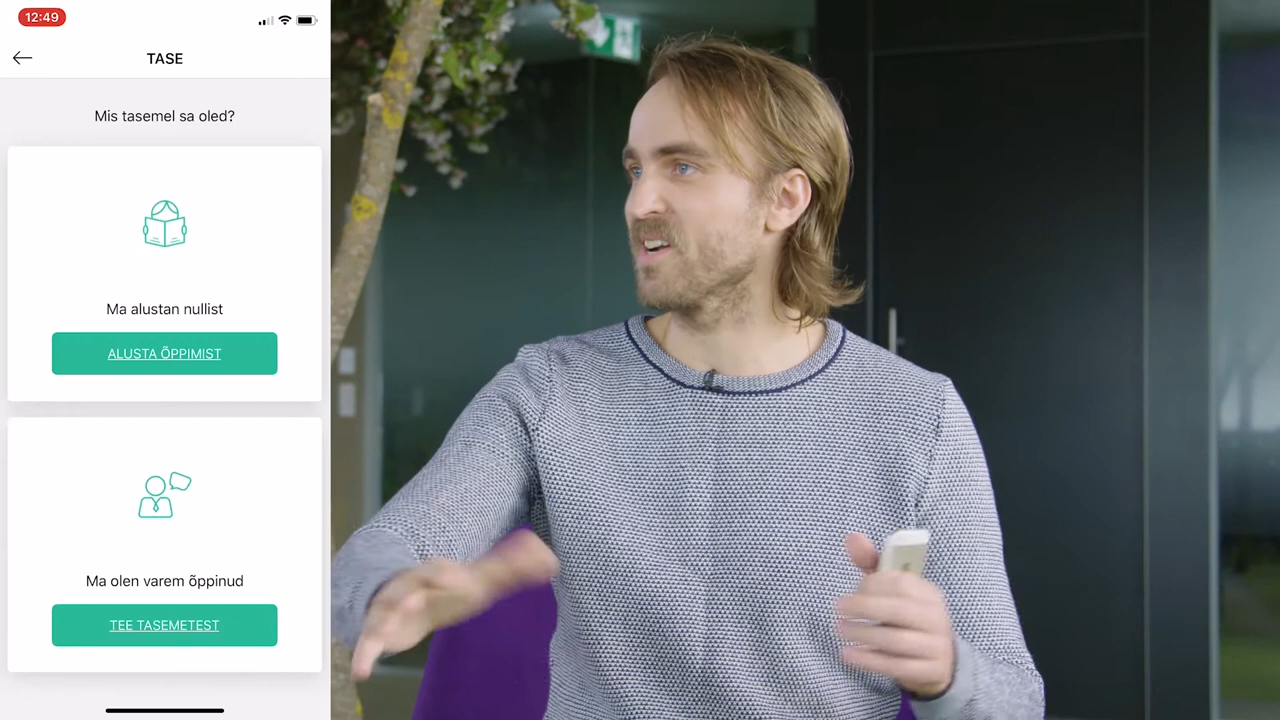 12:49
TASE
Mis tasemel sa oled?
Ma alustan nullist
ALUSTA ÕPPIMIST
Ma olen varem õppinud
TEE TASEMETEST